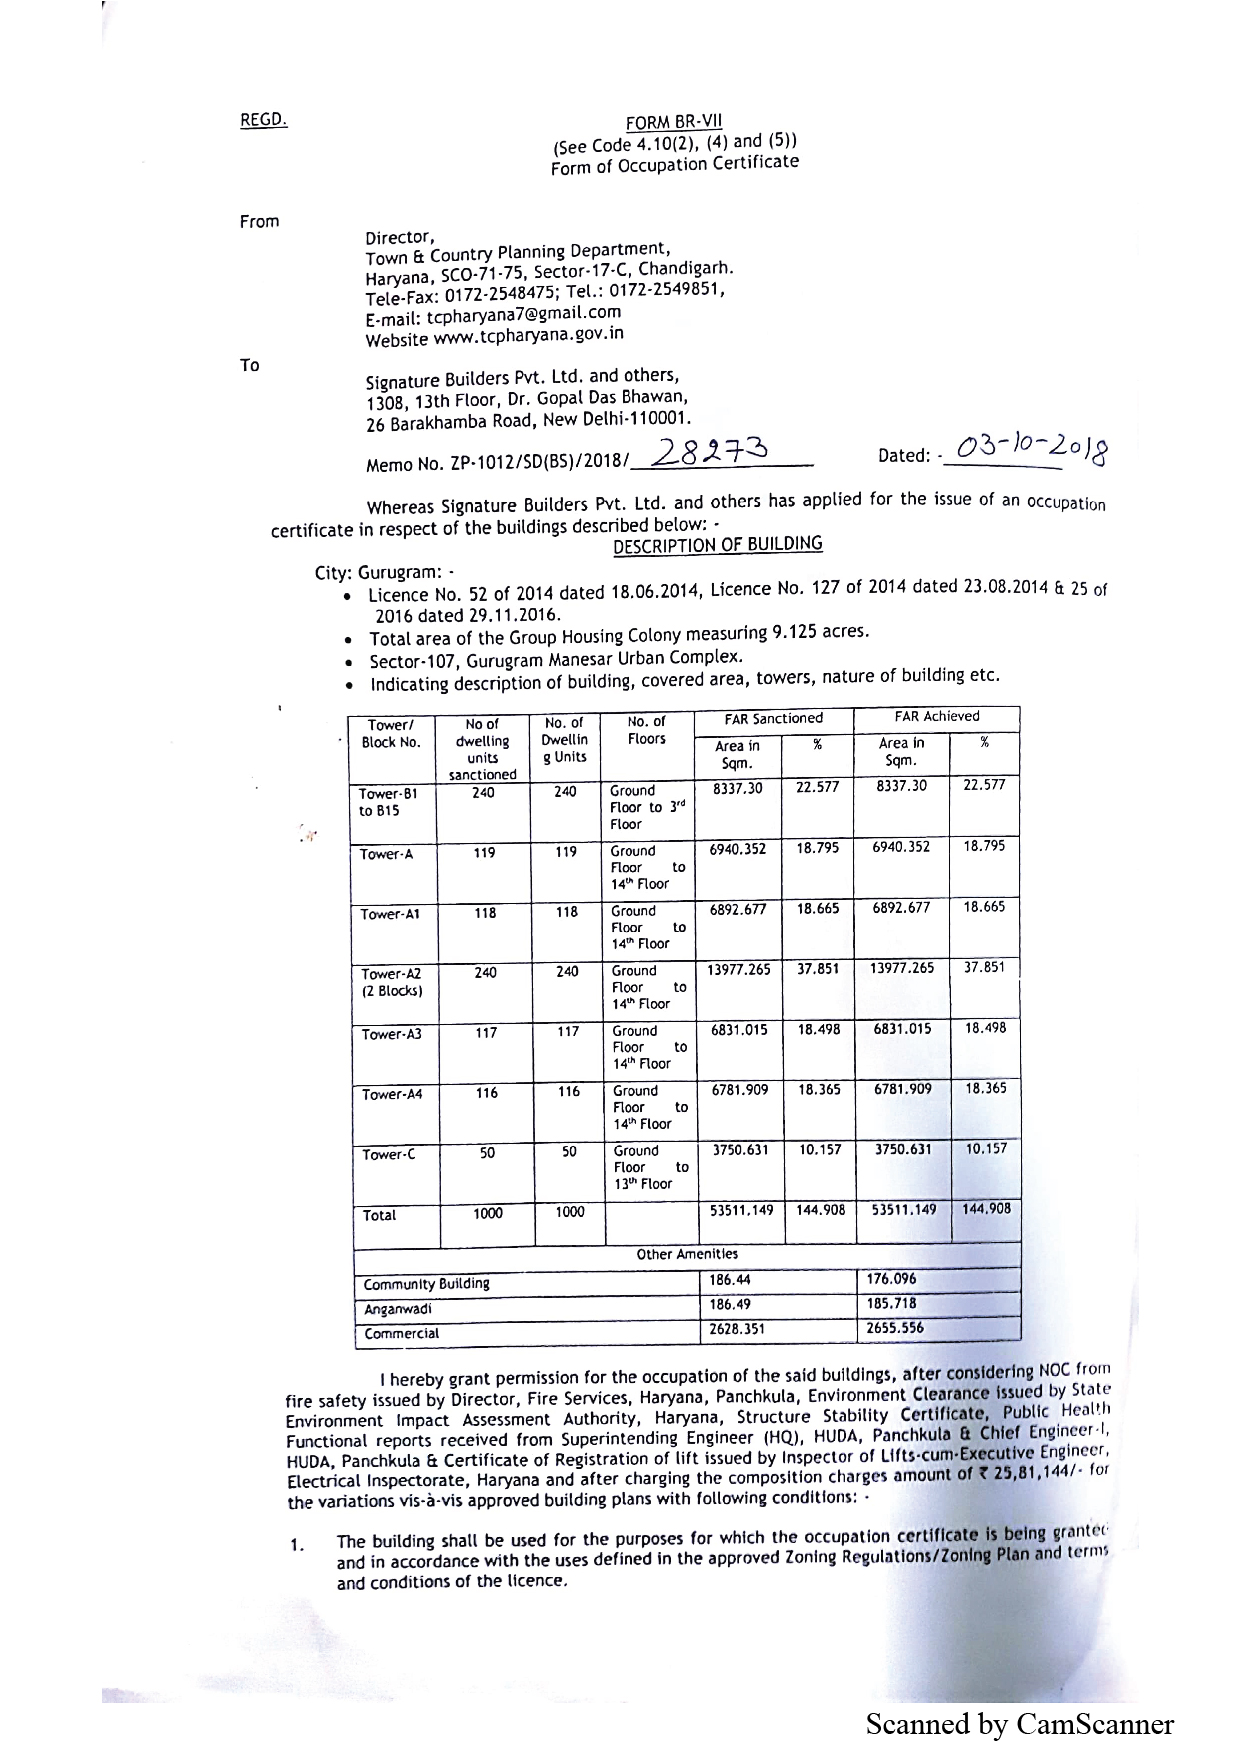 REGD.
FORM BR-VII
(See Code 4.10(2), (4) and (5))
Form of Occupation Certificate
From
Director,
Town & Country Planning Department,
Haryana, SCO-71-75, Sector-17-C, Chandigarh.
Tele-Fax: 0172-2548475; Tel.: 0172-2549851,
E-mail: tcpharyana7@gmail.com
Website www.tcpharyana.gov.in
To
Signature Builders Pvt. Ltd. and others,
1308, 13th Floor, Dr. Gopal Das Bhawan,
26 Barakhamba Road, New Delhi-110001.
Memo No. ZP-1012/SD(BS)/2018/ 28273 Dated: - 03-10-2018
Whereas Signature Builders Pvt. Ltd. and others has applied for the issue of an occupation
certificate in respect of the buildings described below: -
DESCRIPTION OF BUILDING
City: Gurugram: -
• Licence No. 52 of 2014 dated 18.06.2014, Licence No. 127 of 2014 dated 23.08.2014 & 25 of
2016 dated 29.11.2016.
• Total area of the Group Housing Colony measuring 9.125 acres.
• Sector-107, Gurugram Manesar Urban Complex.
• Indicating description of building, covered area, towers, nature of building etc.
Tower/ No of No. of No. of FAR Sanctioned FAR Achieved
Block No. dwelling Dwellin Floors Area in % Area in %
units g Units Sqm. Sqm.
sanctioned
Tower-B1 240 240 Ground 8337.30 22.577 8337.30 22.577
to B15 Floor to 3rd
Floor
Tower-A 119 119 Ground 6940.352 18.795 6940.352 18.795
Floor to
14th Floor
Tower-A1 118 118 Ground 6892.677 18.665 6892.677 18.665
Floor to
14th Floor
Tower-A2 240 240 Ground 13977.265 37.851 13977.265 37.851
(2 Blocks) Floor to
14th Floor
Tower-A3 117 117 Ground 6831.015 18.498 6831.015 18.498
Floor to
14th Floor
Tower-A4 116 116 Ground 6781.909 18.365 6781.909 18.365
Floor to
14th Floor
Tower-C 50 50 Ground 3750.631 10.157 3750.631 10.157
Floor to
13th Floor
Total 1000 1000 53511.149 144.908 53511.149 144.908
Other Amenities
Community Building 186.44 176.096
Anganwadi 186.49 185.718
Commercial 2628.351 2655.556
I hereby grant permission for the occupation of the said buildings, after considering NOC from
fire safety issued by Director, Fire Services, Haryana, Panchkula, Environment Clearance issued by State
Environment Impact Assessment Authority, Haryana, Structure Stability Certificate, Public Health
Functional reports received from Superintending Engineer (HQ), HUDA, Panchkula & Chief Engineer-I,
HUDA, Panchkula & Certificate of Registration of lift issued by Inspector of Lifts-cum-Executive Engineer,
Electrical Inspectorate, Haryana and after charging the composition charges amount of ₹ 25,81,144/- for
the variations vis-à-vis approved building plans with following conditions: -
1. The building shall be used for the purposes for which the occupation certificate is being granted
and in accordance with the uses defined in the approved Zoning Regulations/Zoning Plan and terms
and conditions of the licence.
Scanned by CamScanner